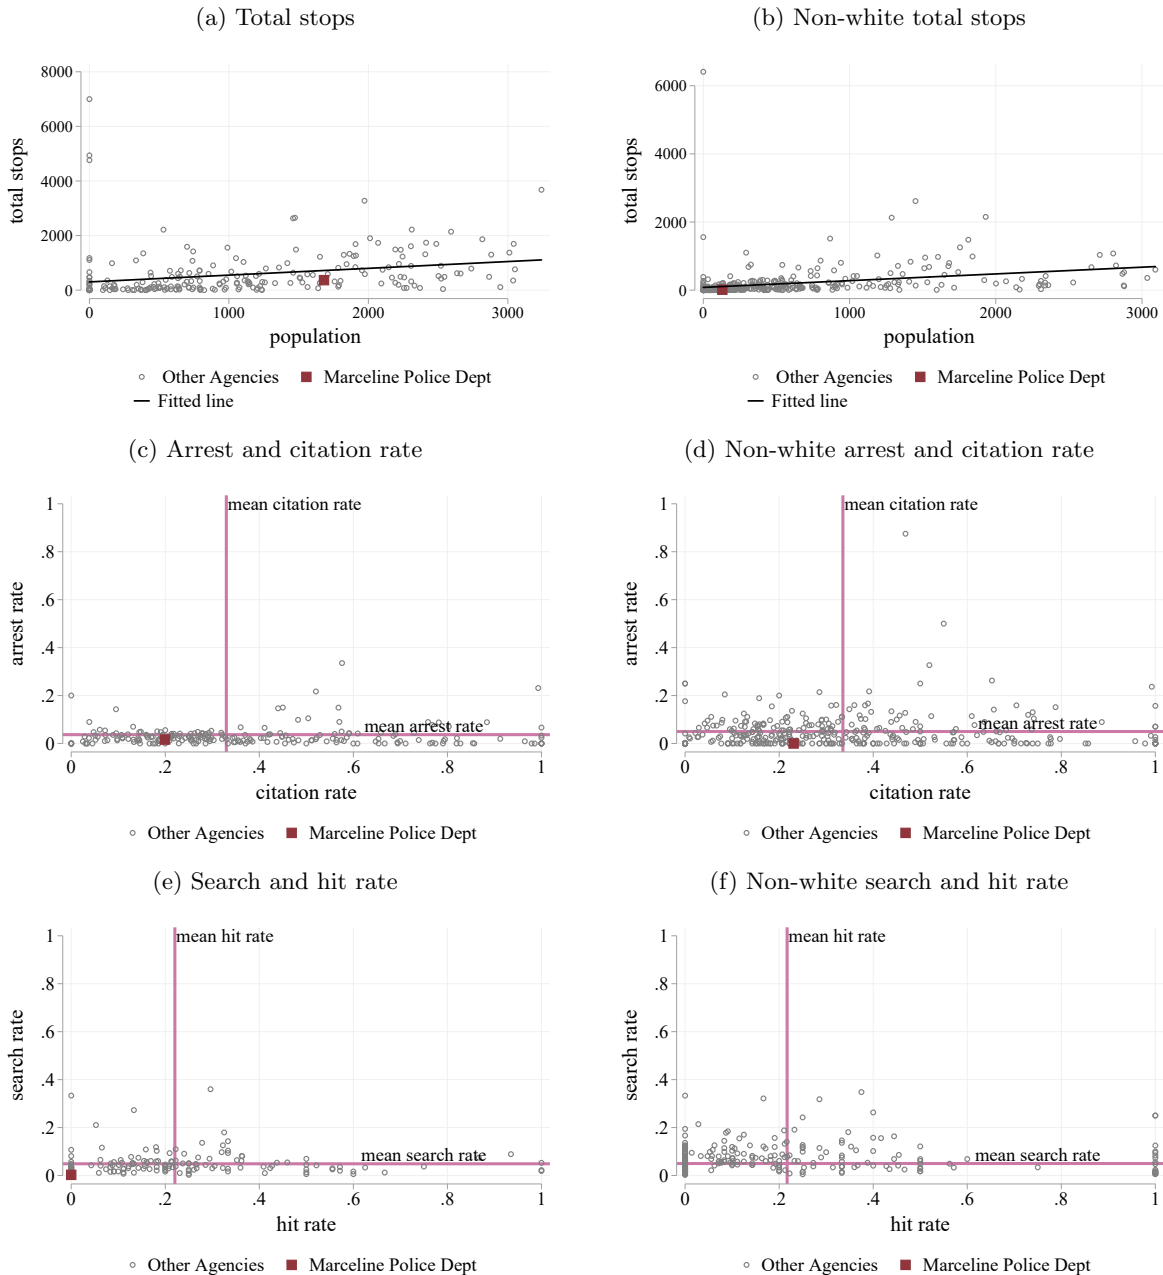 (a) Total stops
(b) Non-white total stops
total stops
8000
6000
4000
2000
0
0 1000 2000 3000
population
Other Agencies Marceline Police Dept
Fitted line
total stops
6000
4000
2000
0
0 1000 2000 3000
population
Other Agencies Marceline Police Dept
Fitted line
(c) Arrest and citation rate
(d) Non-white arrest and citation rate
arrest rate
1
.8
.6
.4
.2
0
mean citation rate
mean arrest rate
0 .2 .4 .6 .8 1
citation rate
Other Agencies Marceline Police Dept
arrest rate
1
.8
.6
.4
.2
0
mean citation rate
mean arrest rate
0 .2 .4 .6 .8 1
citation rate
Other Agencies Marceline Police Dept
(e) Search and hit rate
(f) Non-white search and hit rate
search rate
1
.8
.6
.4
.2
0
mean hit rate
mean search rate
0 .2 .4 .6 .8 1
hit rate
Other Agencies Marceline Police Dept
search rate
1
.8
.6
.4
.2
0
mean hit rate
mean search rate
0 .2 .4 .6 .8 1
hit rate
Other Agencies Marceline Police Dept